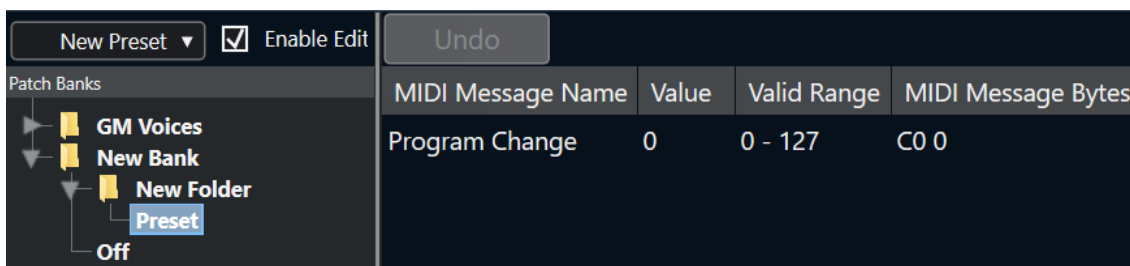 New Preset Enable Edit Undo
Patch Banks
MIDI Message Name Value Valid Range MIDI Message Bytes
GM Voices
Program Change 0 0 - 127 C0 0
New Bank
New Folder
Preset
Off